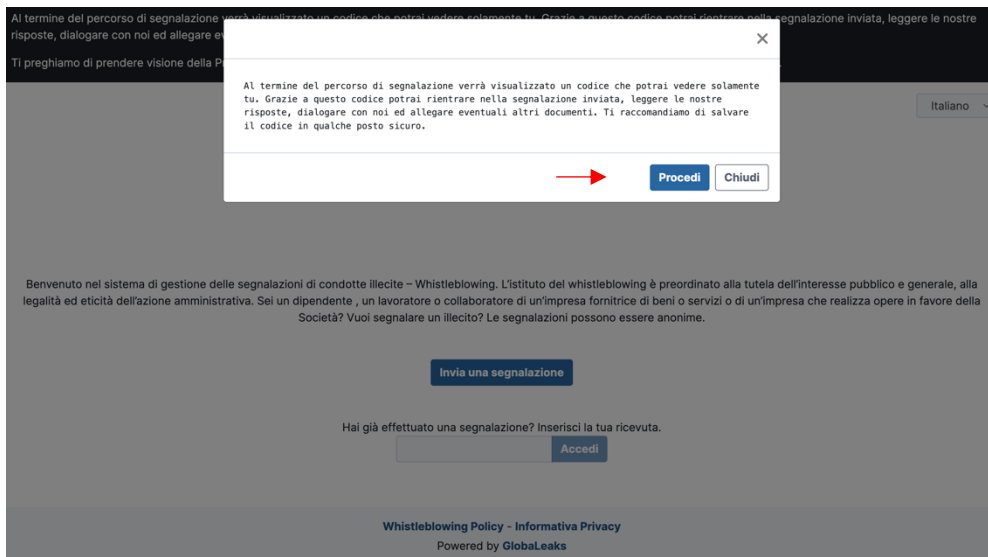 Al termine del percorso di segnalazione verrà visualizzato un codice che potrai vedere solamente tu. Grazie a questo codice potrai rientrare nella segnalazione inviata, leggere le nostre
risposte, dialogare con noi ed allegare
Ti preghiamo di prendere visione della
×
Al termine del percorso di segnalazione verrà visualizzato un codice che potrai vedere solamente
tu. Grazie a questo codice potrai rientrare nella segnalazione inviata, leggere le nostre
risposte, dialogare con noi ed allegare eventuali altri documenti. Ti raccomandiamo di salvare
il codice in qualche posto sicuro.
Italiano
Procedi Chiudi
Benvenuto nel sistema di gestione delle segnalazioni di condotte illecite – Whistleblowing. L'istituto del whistleblowing è preordinato alla tutela dell'interesse pubblico e generale, alla
legalità ed eticità dell'azione amministrativa. Sei un dipendente , un lavoratore o collaboratore di un'impresa fornitrice di beni o servizi o di un'impresa che realizza opere in favore della
Società? Vuoi segnalare un illecito? Le segnalazioni possono essere anonime.
Invia una segnalazione
Hai già effettuato una segnalazione? Inserisci la tua ricevuta.
Accedi
Whistleblowing Policy - Informativa Privacy
Powered by GlobaLeaks